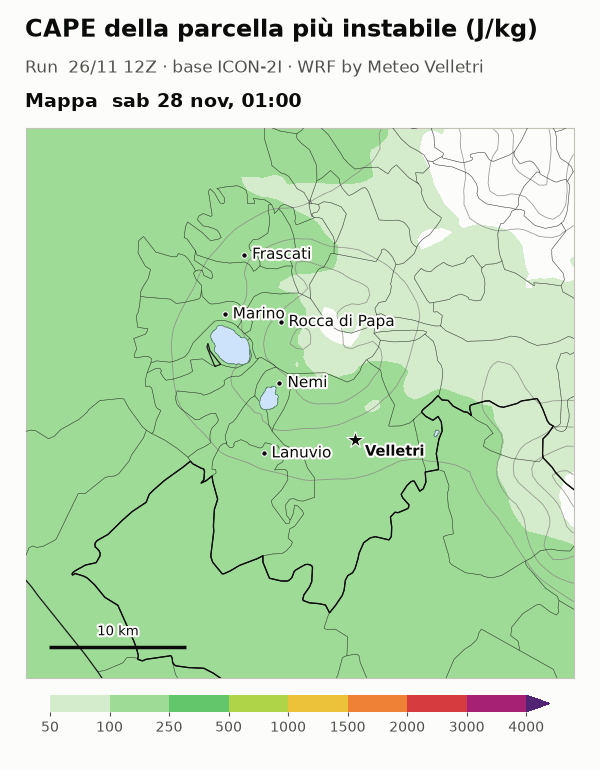 CAPE della parcella più instabile (J/kg)
Run  26/11 12Z · base ICON-2I · WRF by Meteo Velletri
Mappa  sab 28 nov, 01:00
Frascati
Marino
Rocca di Papa
Nemi
Velletri
Lanuvio
10 km
50 100 250 500 1000 1500 2000 3000 4000